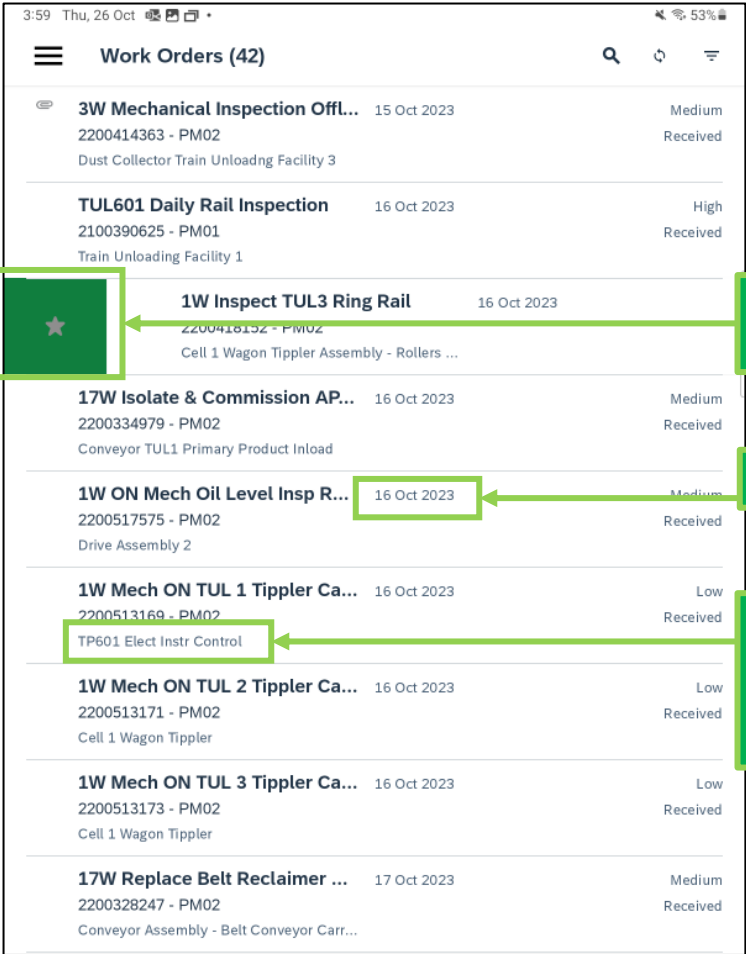 3:59 Thu, 26 Oct 53%
Work Orders (42)
3W Mechanical Inspection Offl... 15 Oct 2023 Medium
2200414363 - PM02 Received
Dust Collector Train Unloadng Facility 3
TUL601 Daily Rail Inspection 16 Oct 2023 High
2100390625 - PM01 Received
Train Unloading Facility 1
1W Inspect TUL3 Ring Rail 16 Oct 2023
2200418152 - PM02
Cell 1 Wagon Tippler Assembly - Rollers ...
17W Isolate & Commission AP... 16 Oct 2023 Medium
2200334979 - PM02 Received
Conveyor TUL1 Primary Product Inload
1W ON Mech Oil Level Insp R... 16 Oct 2023 Medium
2200517575 - PM02 Received
Drive Assembly 2
1W Mech ON TUL 1 Tippler Ca... 16 Oct 2023 Low
2200513169 - PM02 Received
TP601 Elect Instr Control
1W Mech ON TUL 2 Tippler Ca... 16 Oct 2023 Low
2200513171 - PM02 Received
Cell 1 Wagon Tippler
1W Mech ON TUL 3 Tippler Ca... 16 Oct 2023 Low
2200513173 - PM02 Received
Cell 1 Wagon Tippler
17W Replace Belt Reclaimer ... 17 Oct 2023 Medium
2200328247 - PM02 Received
Conveyor Assembly - Belt Conveyor Carr...